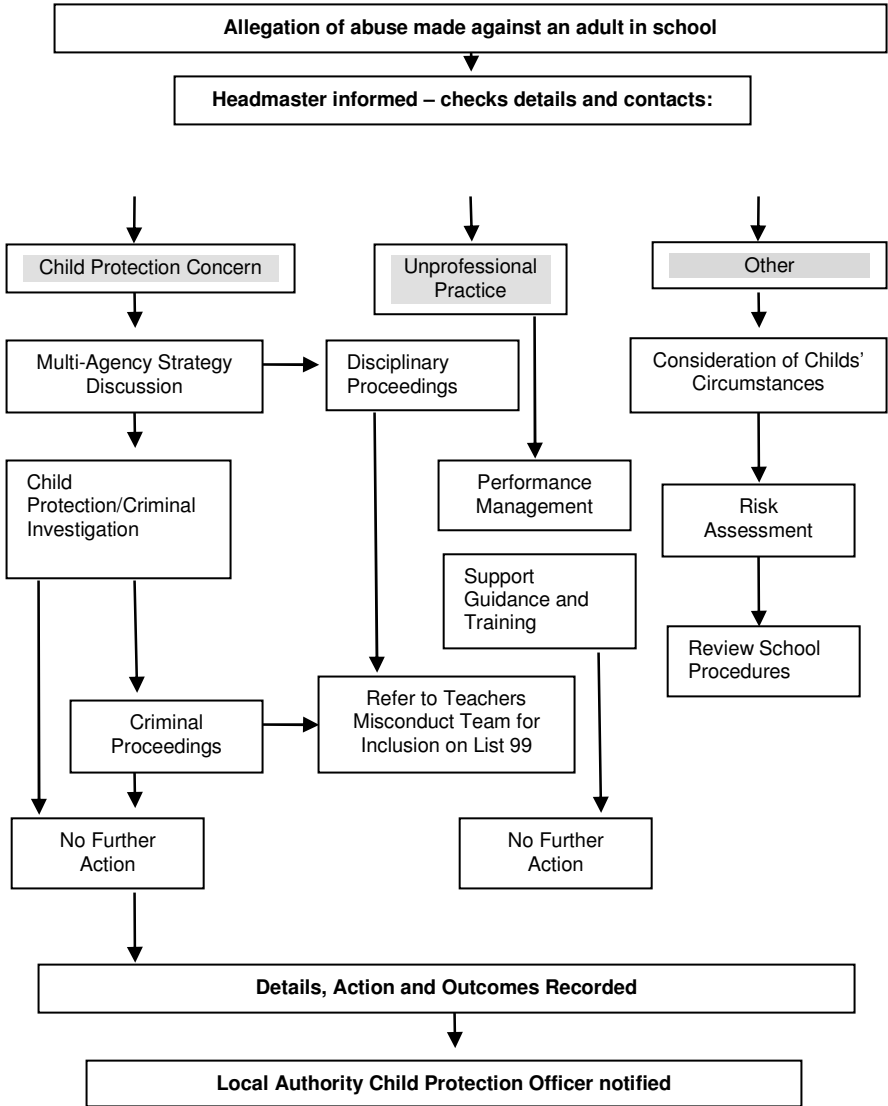 Allegation of abuse made against an adult in school
Headmaster informed – checks details and contacts:
Child Protection Concern
Unprofessional
Practice
Other
Multi-Agency Strategy
Discussion
Disciplinary
Proceedings
Consideration of Childs’
Circumstances
Child
Protection/Criminal
Investigation
Performance
Management
Risk
Assessment
Support
Guidance and
Training
Review School
Procedures
Criminal
Proceedings
Refer to Teachers
Misconduct Team for
Inclusion on List 99
No Further
Action
No Further
Action
Details, Action and Outcomes Recorded
Local Authority Child Protection Officer notified